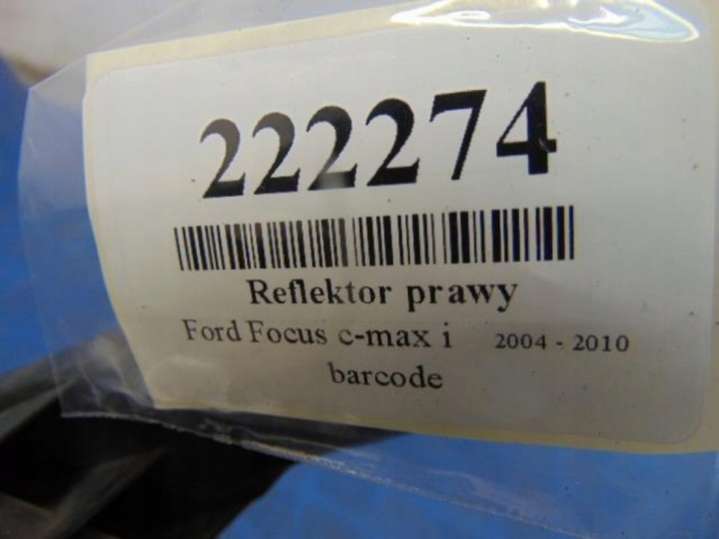 222274
Reflektor prawy
Ford Focus c-max i 2004 - 2010
barcode